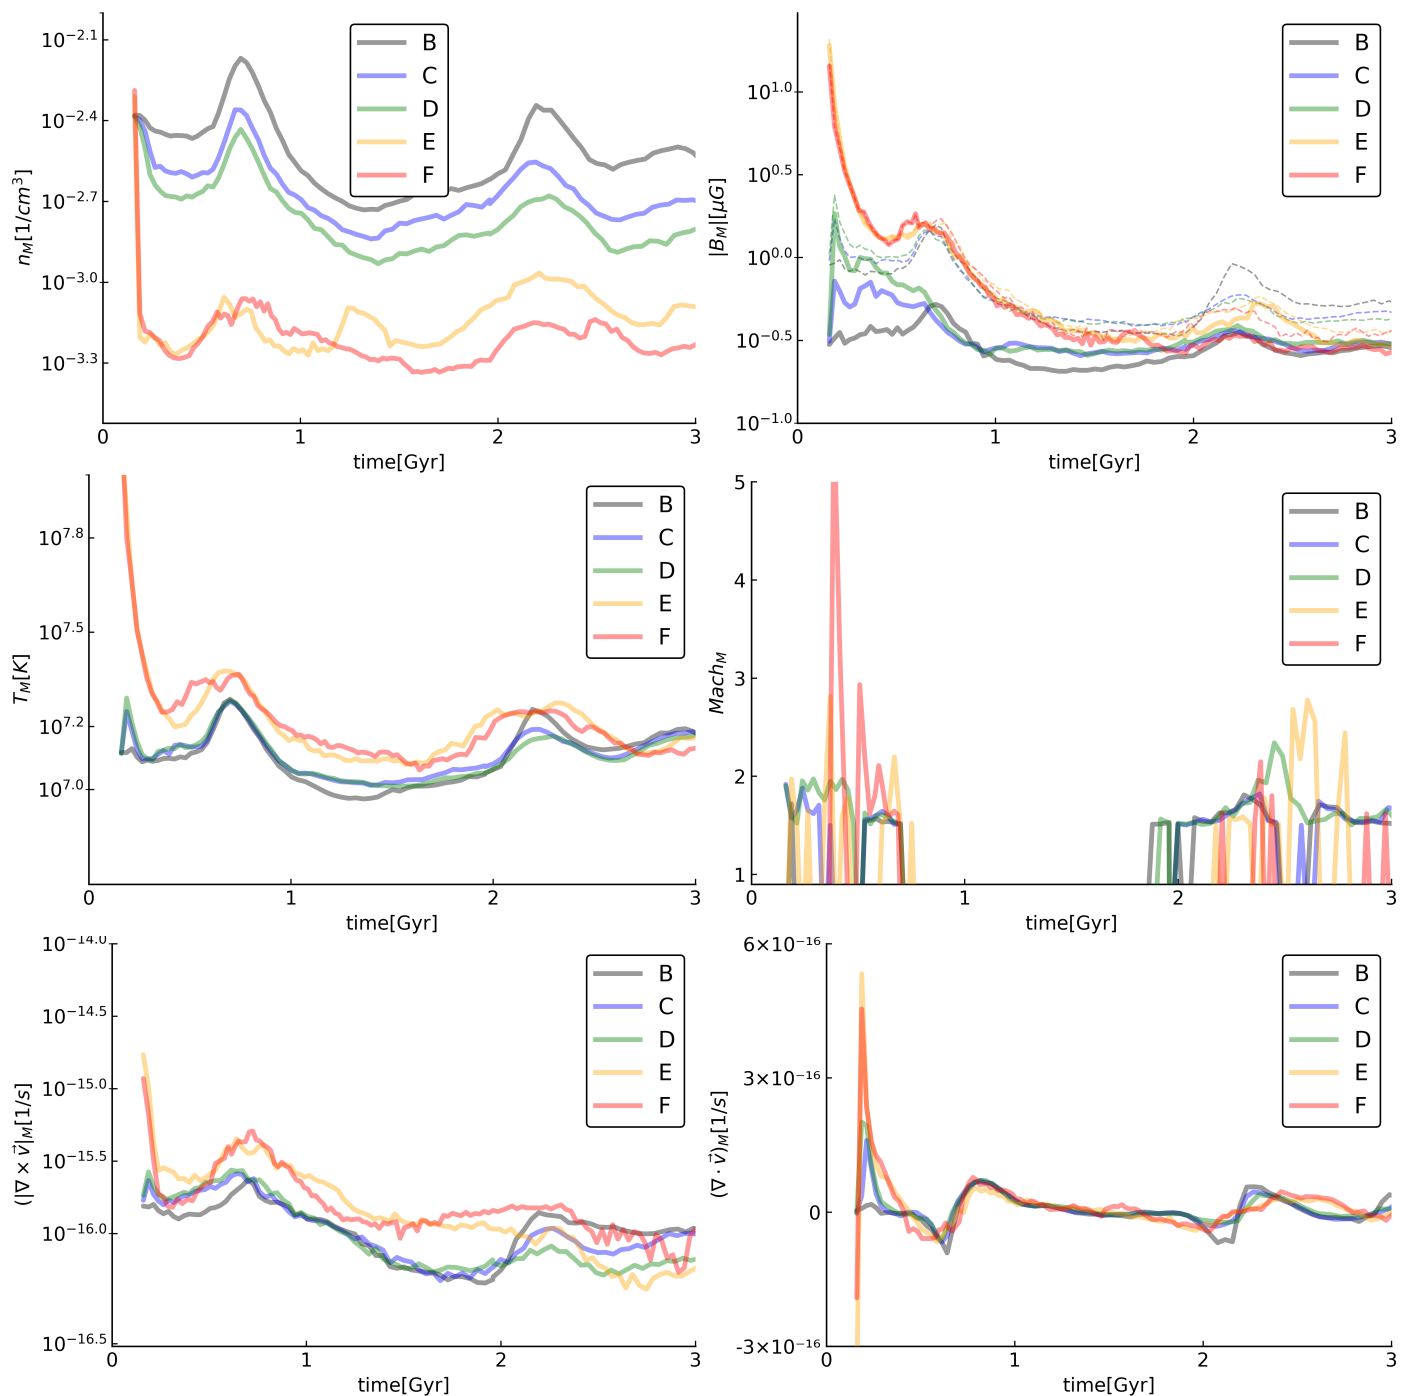 10^−2.1
10^−2.4
10^−2.7
10^−3.0
10^−3.3
n_M[1/cm^3]
0 1 2 3
time[Gyr]
B
C
D
E
F
10^1.0
10^0.5
10^0.0
10^−0.5
10^−1.0
|B_M|[μG]
0 1 2 3
time[Gyr]
B
C
D
E
F
10^7.8
10^7.5
10^7.2
10^7.0
T_M[K]
0 1 2 3
time[Gyr]
B
C
D
E
F
5
4
3
2
1
Mach_M
0 1 2 3
time[Gyr]
B
C
D
E
F
10^−14.0
10^−14.5
10^−15.0
10^−15.5
10^−16.0
10^−16.5
(|∇ × v⃗|_M[1/s]
0 1 2 3
time[Gyr]
B
C
D
E
F
6×10^−16
3×10^−16
0
-3×10^−16
(∇ · v⃗)_M[1/s]
0 1 2 3
time[Gyr]
B
C
D
E
F